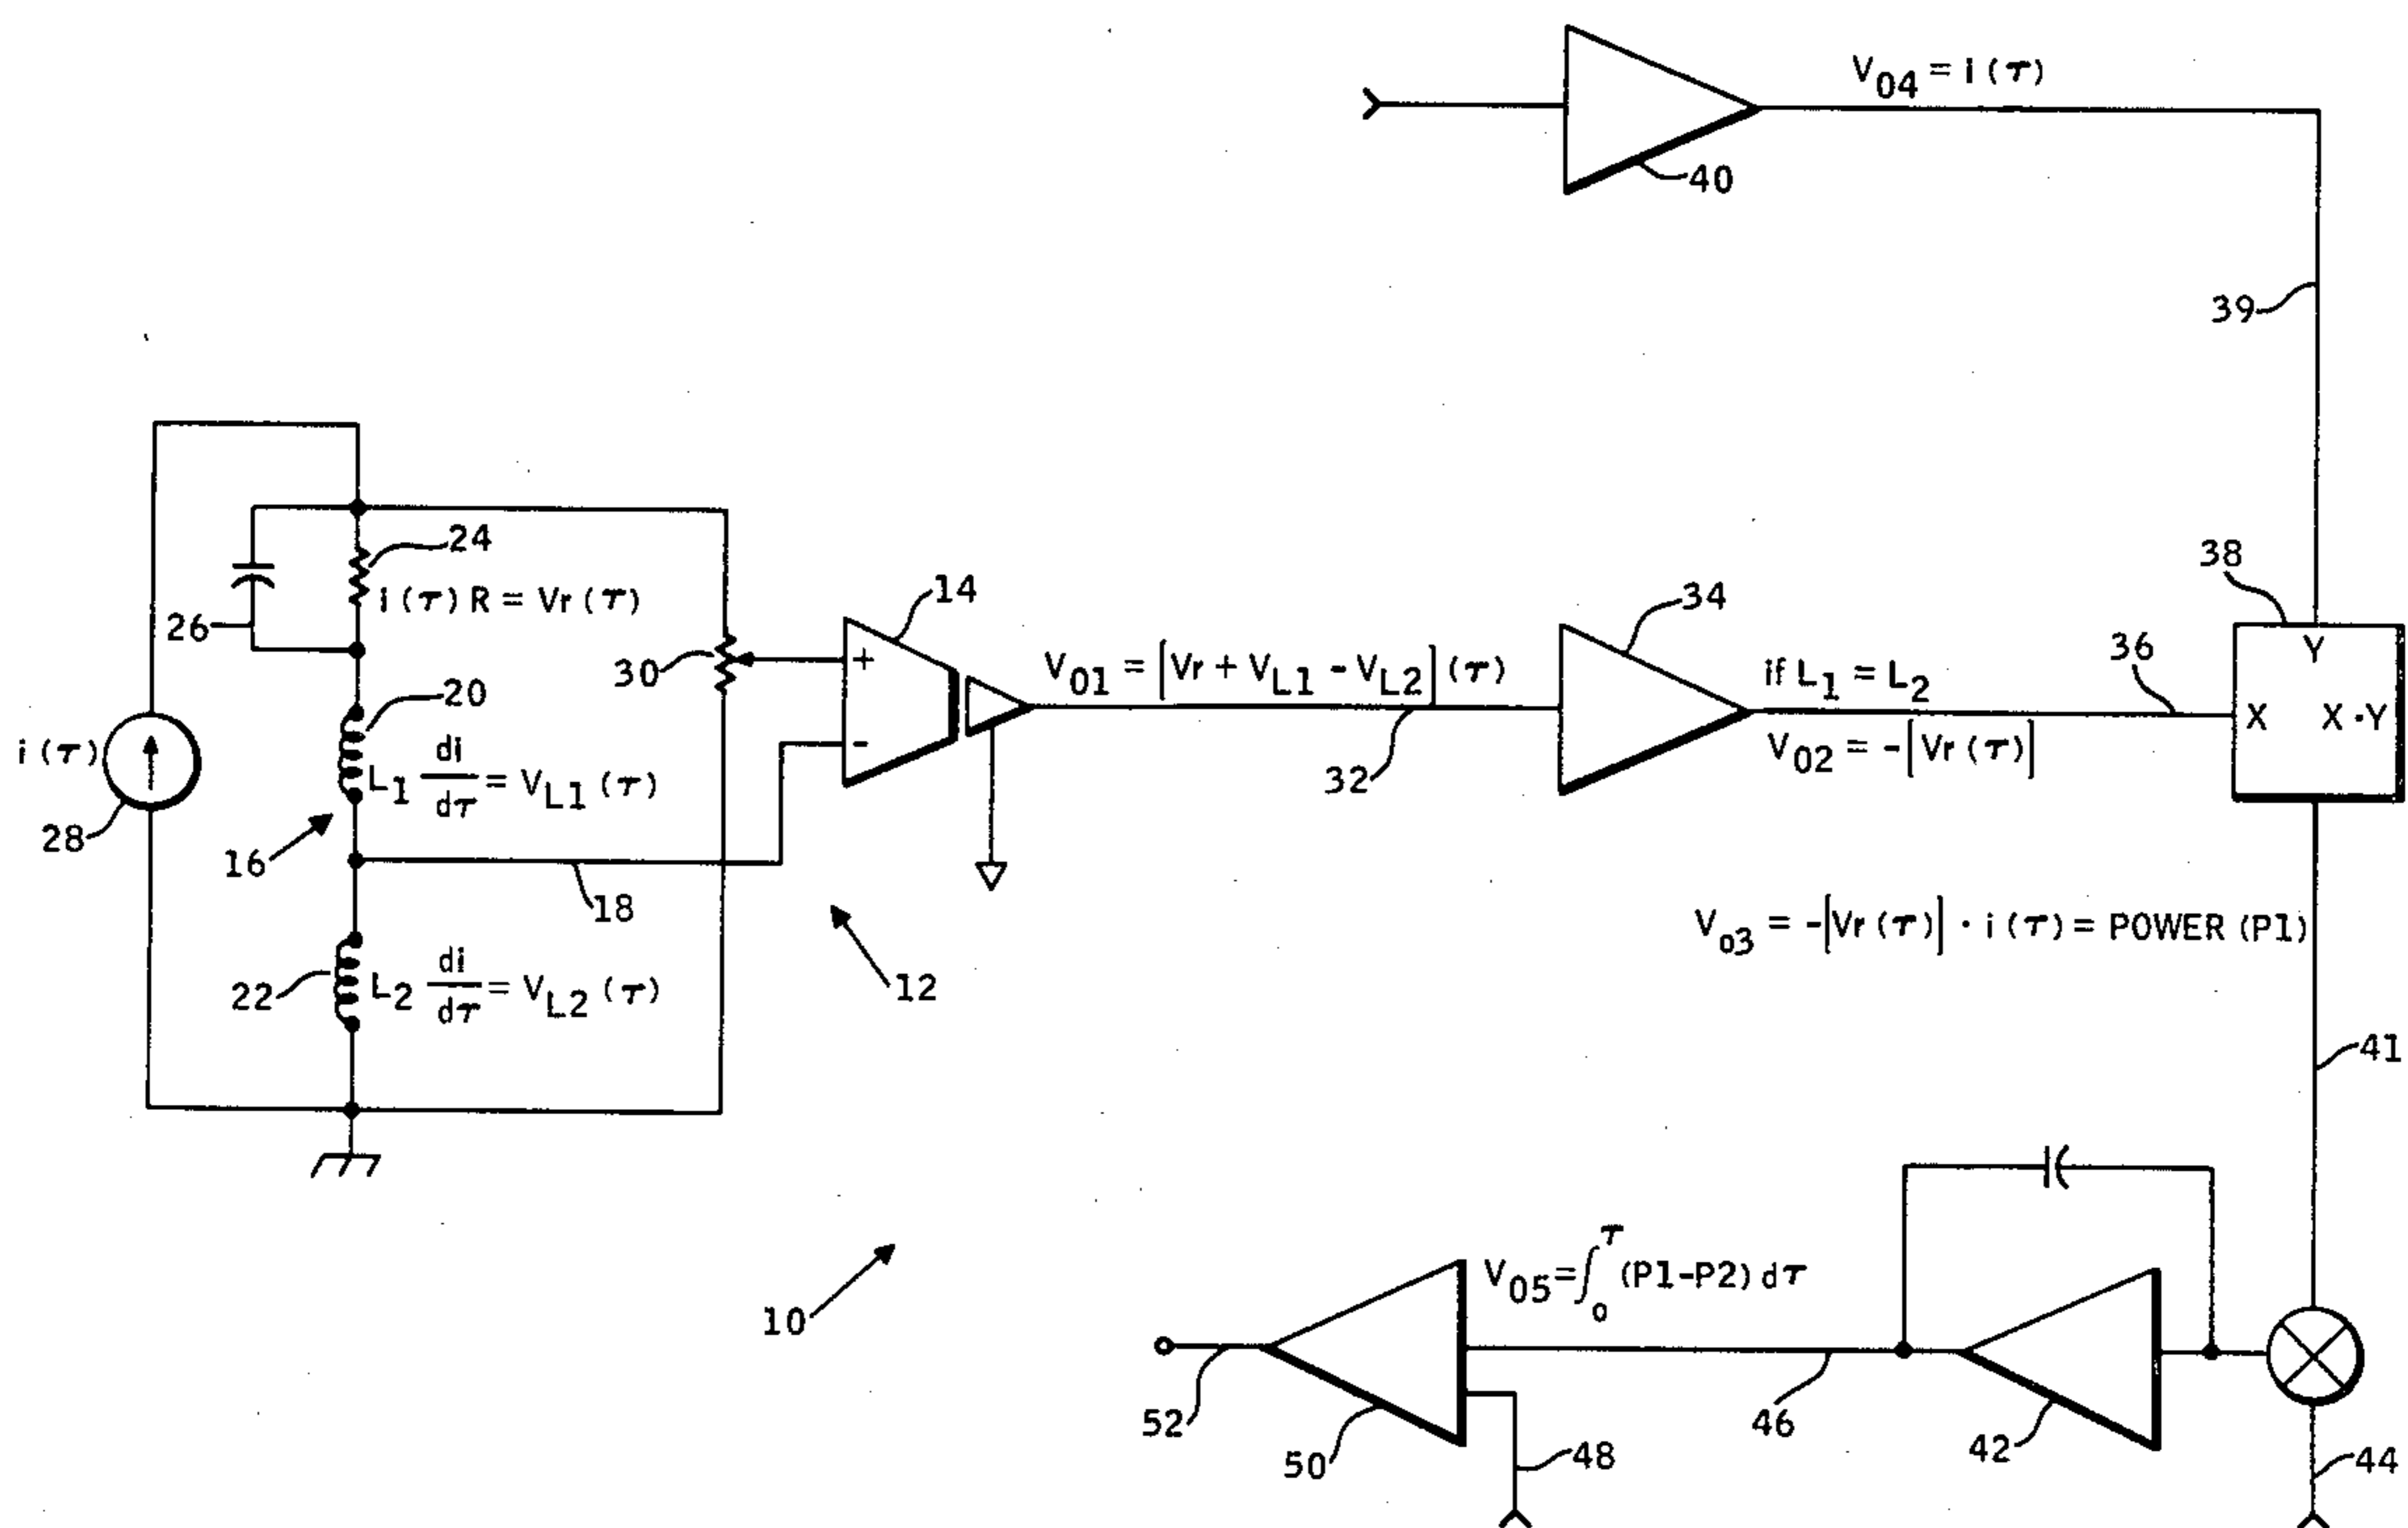 V04 = i (τ)
40
39
24
i (τ) R = Vr (τ)
26
14
30
+
-
V01 = [Vr + VL1 - VL2] (τ)
32
34
if L1 = L2
V02 = -[Vr (τ)]
36
38
Y
X
X · Y
20
L1 di/dτ = VL1 (τ)
i (τ)
28
16
18
22
L2 di/dτ = VL2 (τ)
12
Vo3 = -[Vr (τ)] · i (τ) = POWER (P1)
41
10
V05 = ∫oτ (P1-P2) dτ
52
50
48
46
42
44